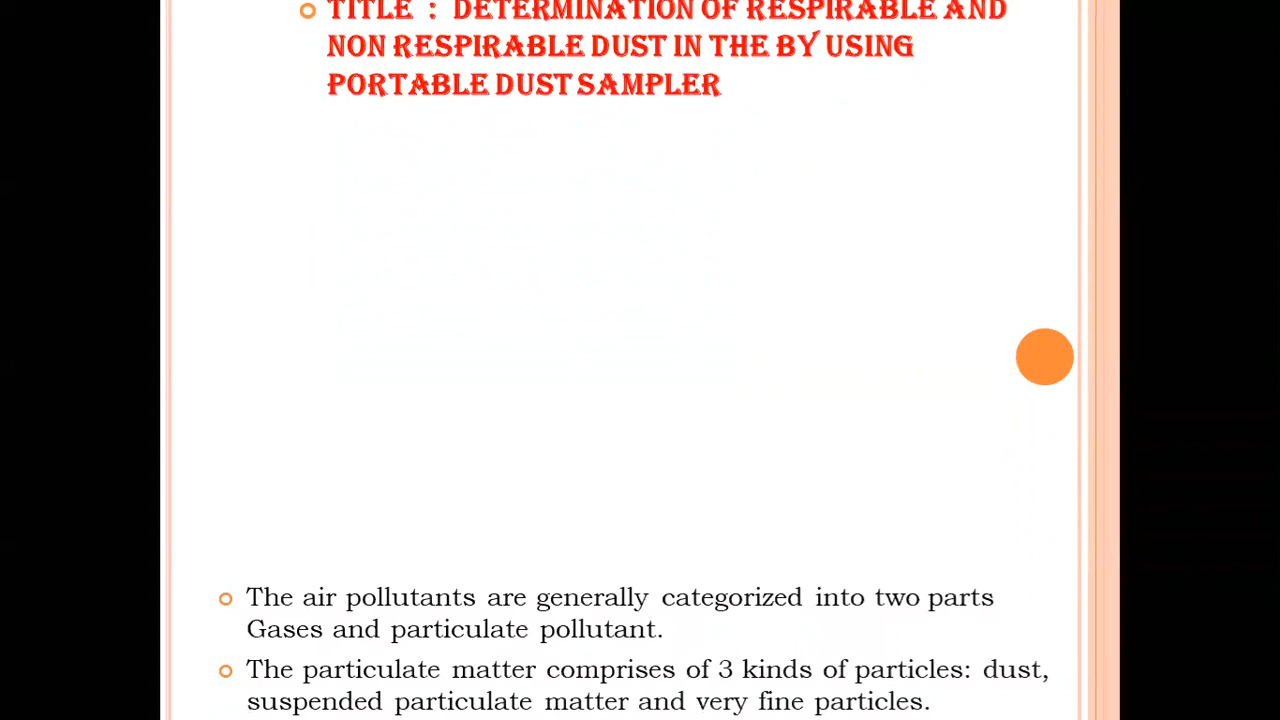 TITLE : DETERMINATION OF RESPIRABLE AND
NON RESPIRABLE DUST IN THE BY USING
PORTABLE DUST SAMPLER
The air pollutants are generally categorized into two parts
Gases and particulate pollutant.
The particulate matter comprises of 3 kinds of particles: dust,
suspended particulate matter and very fine particles.